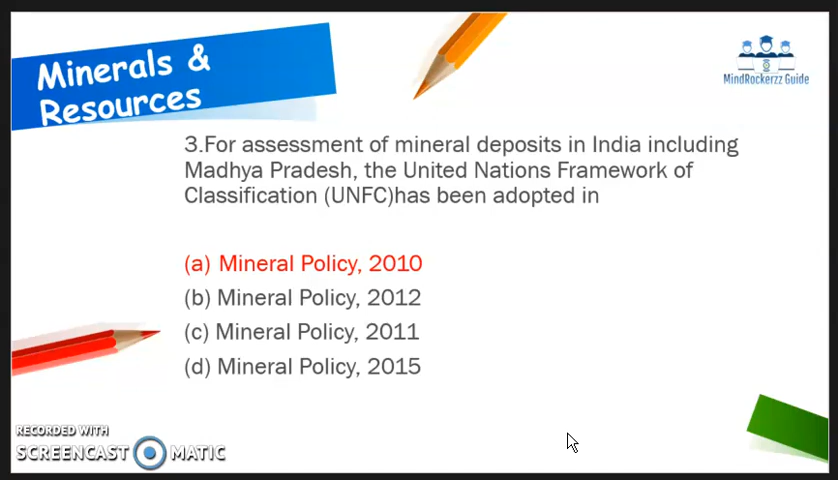 Minerals &
Resources
MindRockerzz Guide
3.For assessment of mineral deposits in India including
Madhya Pradesh, the United Nations Framework of
Classification (UNFC)has been adopted in
(a) Mineral Policy, 2010
(b) Mineral Policy, 2012
(c) Mineral Policy, 2011
(d) Mineral Policy, 2015
RECORDED WITH
SCREENCAST MATIC